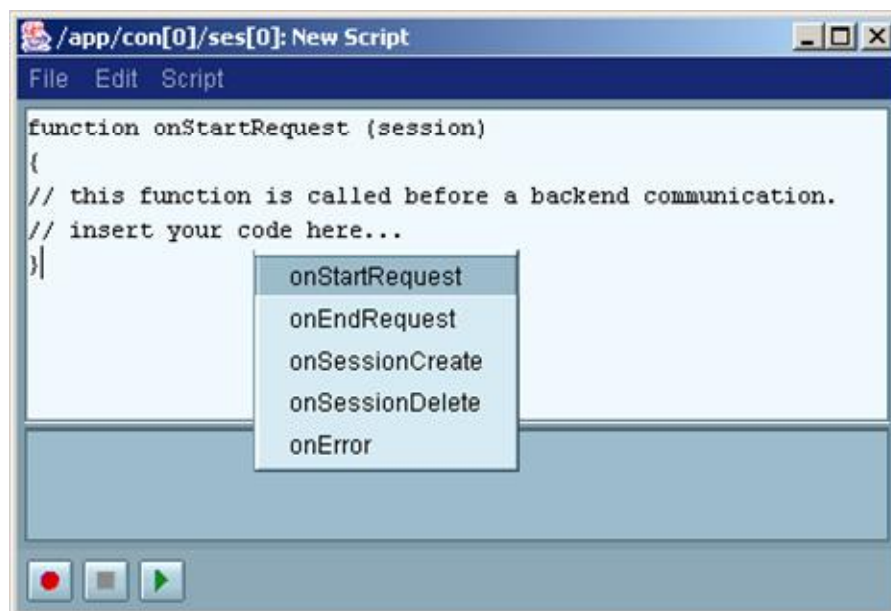 /app/con[0]/ses[0]: New Script
File Edit Script
function onStartRequest (session)
{
// this function is called before a backend communication.
// insert your code here...
}
onStartRequest
onEndRequest
onSessionCreate
onSessionDelete
onError